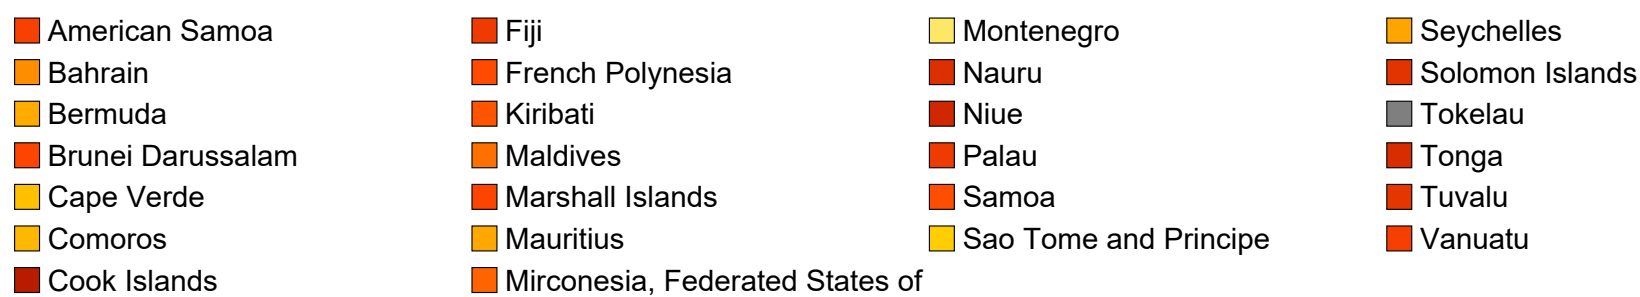 American Samoa
Bahrain
Bermuda
Brunei Darussalam
Cape Verde
Comoros
Cook Islands
Fiji
French Polynesia
Kiribati
Maldives
Marshall Islands
Mauritius
Mirconesia, Federated States of
Montenegro
Nauru
Niue
Palau
Samoa
Sao Tome and Principe
Seychelles
Solomon Islands
Tokelau
Tonga
Tuvalu
Vanuatu